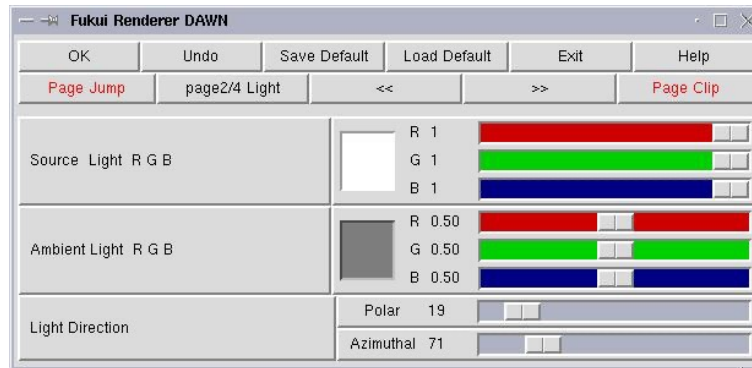 Fukui Renderer DAWN
OK Undo Save Default Load Default Exit Help
Page Jump page2/4 Light << >> Page Clip
Source Light R G B
R 1
G 1
B 1
Ambient Light R G B
R 0.50
G 0.50
B 0.50
Light Direction
Polar 19
Azimuthal 71